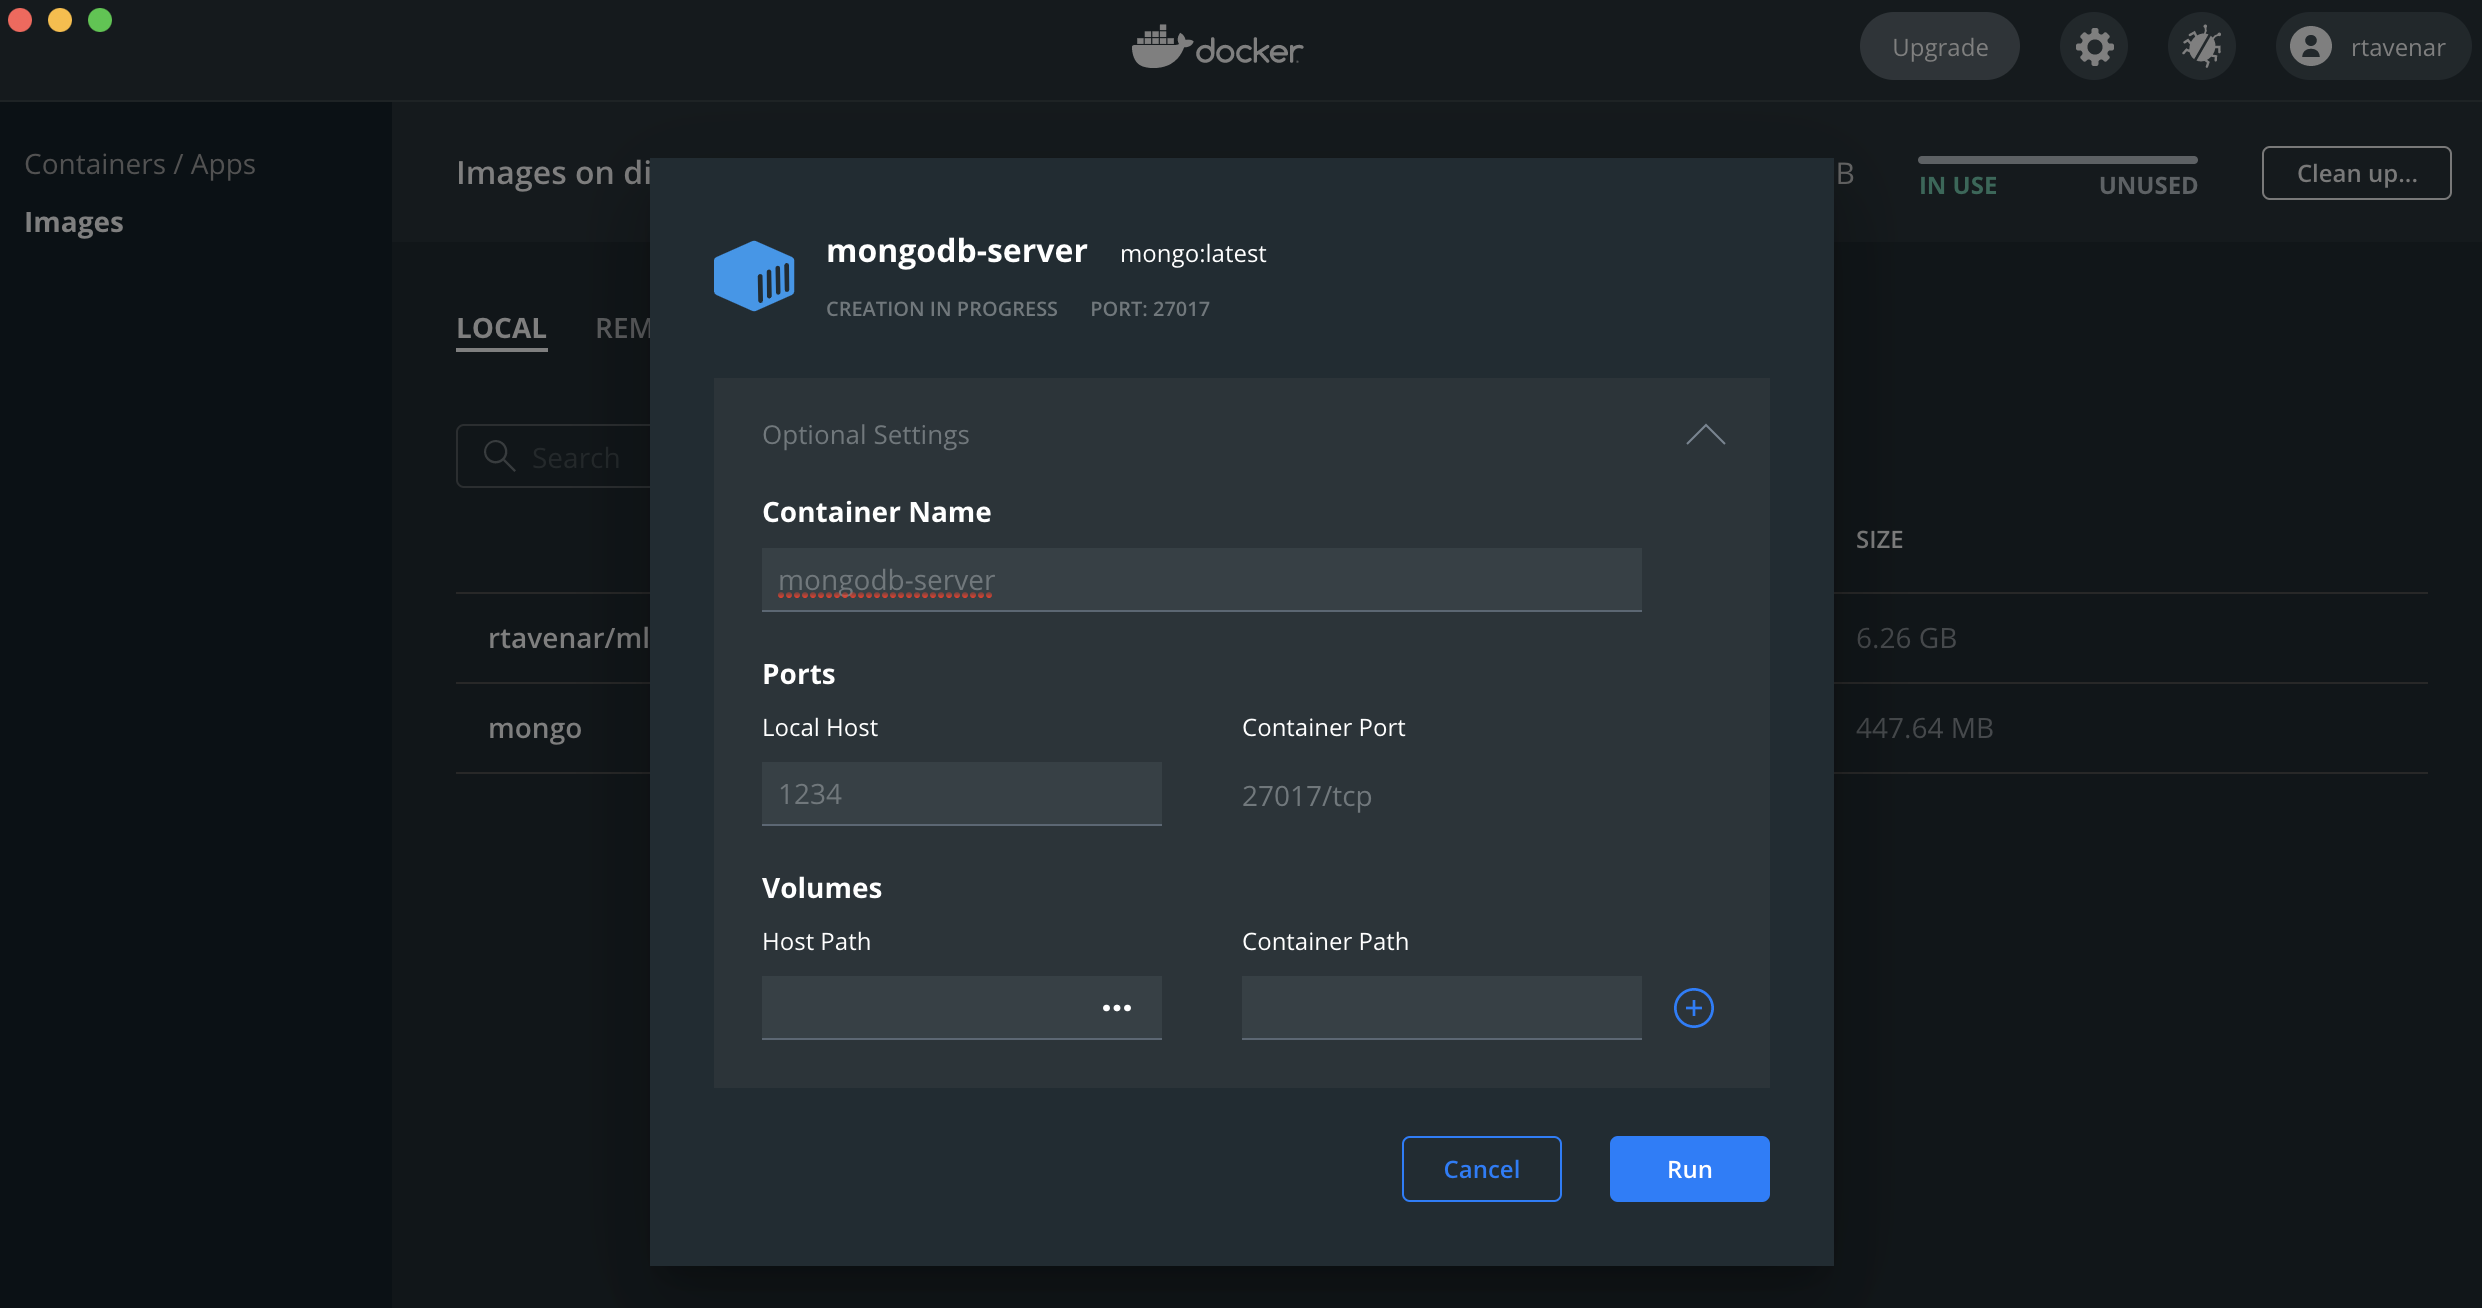 docker
Upgrade
rtavenar
Containers / Apps
Images
Images on di
B
IN USE
UNUSED
Clean up...
LOCAL
REM
Search
SIZE
rtavenar/ml
6.26 GB
mongo
447.64 MB
mongodb-server mongo:latest
CREATION IN PROGRESS PORT: 27017
Optional Settings
Container Name
mongodb-server
Ports
Local Host
Container Port
1234
27017/tcp
Volumes
Host Path
Container Path
Cancel
Run